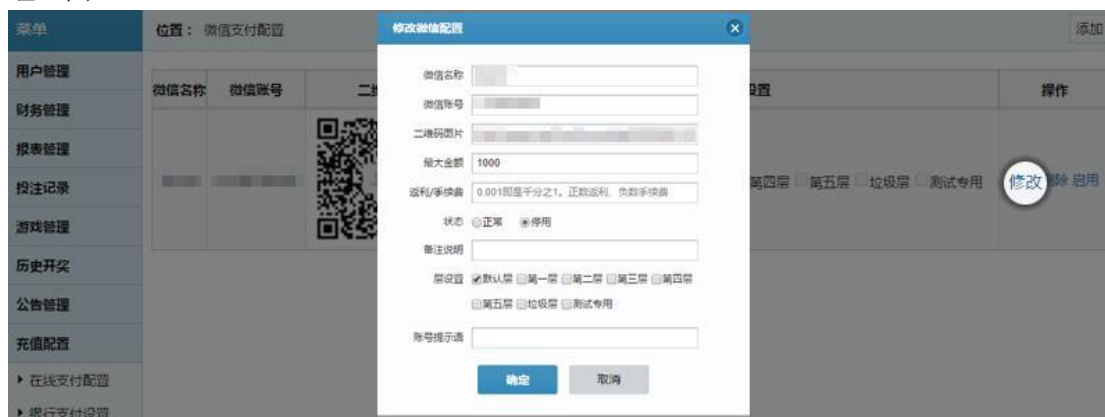 菜单
位置： 微信支付配置
修改微信配置
添加
用户管理
财务管理
报表管理
投注记录
游戏管理
历史开奖
公告管理
充值配置
在线支付配置
银行支付设置
微信名称 微信账号
操作
第四层 第五层 垃圾层 测试专用
修改 删除 启用
微信名称
微信账号
二维码图片
最大金额 1000
返利/手续费 0.001即是千分之1，正数返利，负数手续费
状态 正常 停用
备注说明
层设置 默认层 第一层 第二层 第三层 第四层
第五层 垃圾层 测试专用
账号提示语
确定 取消